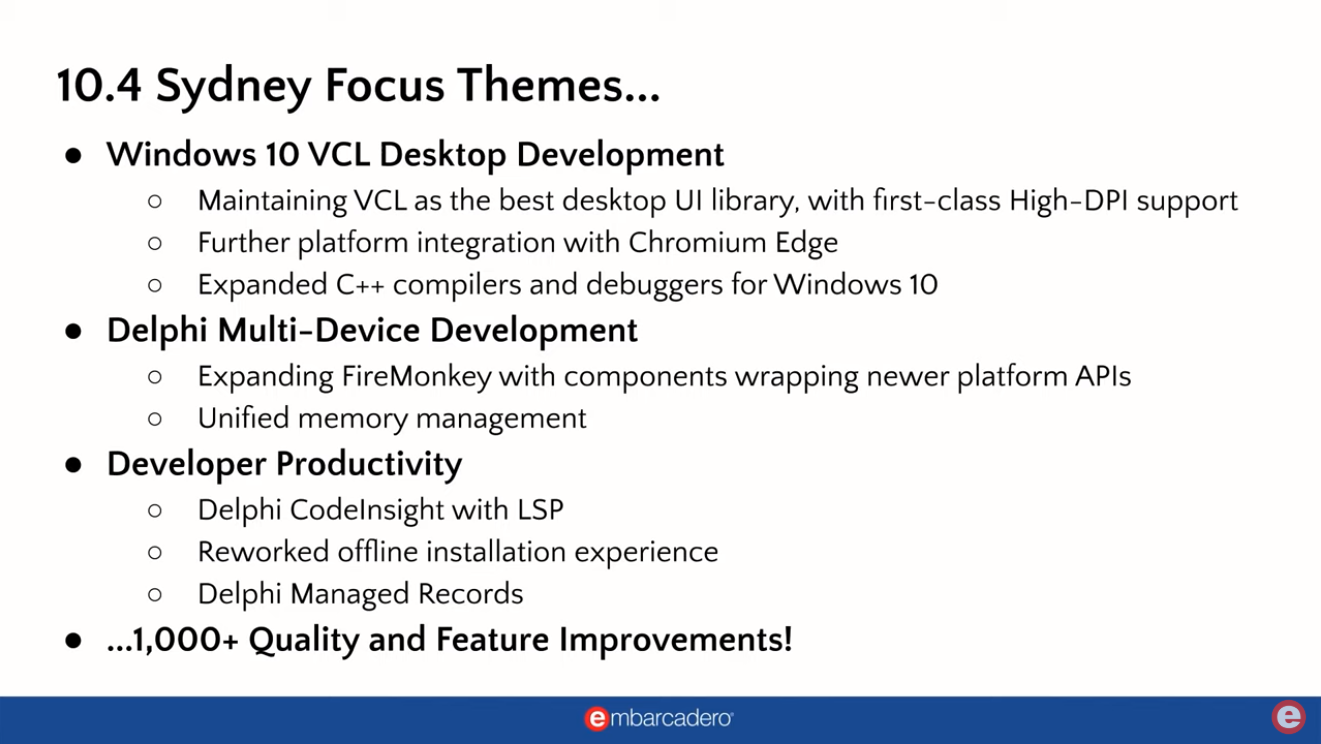 10.4 Sydney Focus Themes...
● Windows 10 VCL Desktop Development
○ Maintaining VCL as the best desktop UI library, with first-class High-DPI support
○ Further platform integration with Chromium Edge
○ Expanded C++ compilers and debuggers for Windows 10
● Delphi Multi-Device Development
○ Expanding FireMonkey with components wrapping newer platform APIs
○ Unified memory management
● Developer Productivity
○ Delphi CodeInsight with LSP
○ Reworked offline installation experience
○ Delphi Managed Records
● ...1,000+ Quality and Feature Improvements!
embarcadero®
e